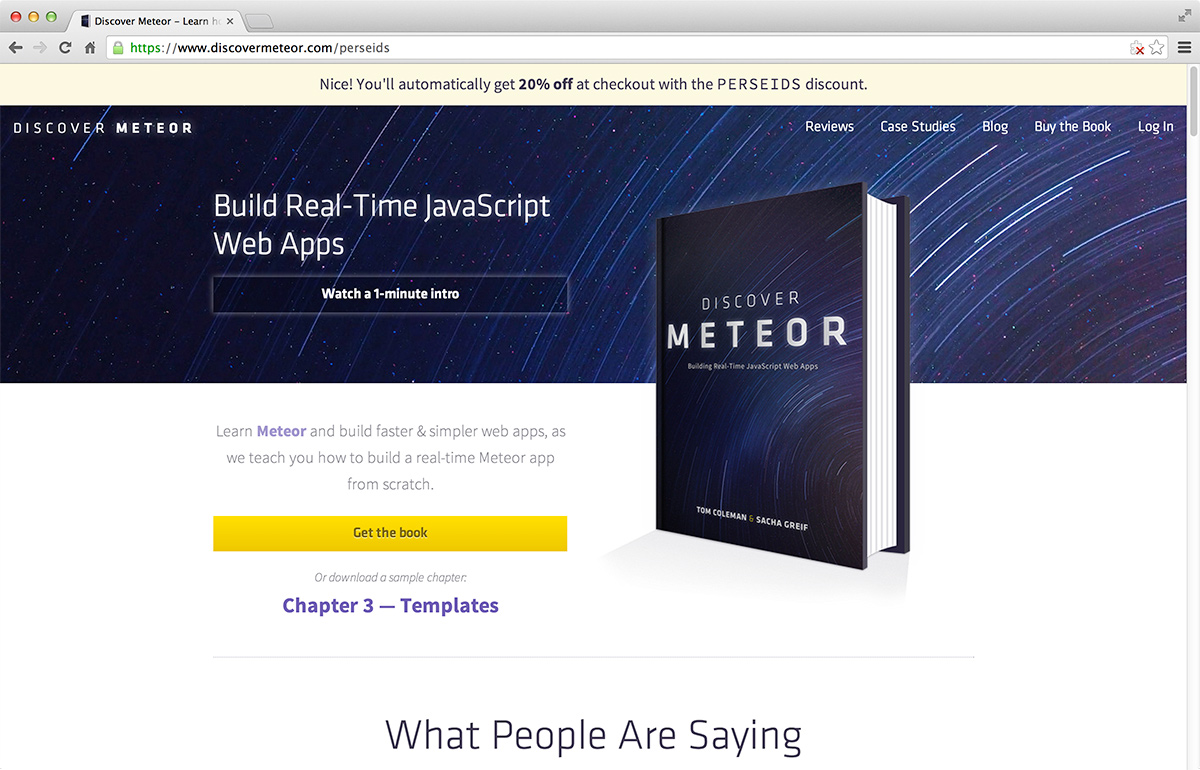 Discover Meteor – Learn h
https://www.discovermeteor.com/perseids
Nice! You'll automatically get 20% off at checkout with the PERSEIDS discount.
DISCOVER METEOR
Reviews Case Studies Blog Buy the Book Log In
Build Real-Time JavaScript
Web Apps
Watch a 1-minute intro
DISCOVER
METEOR
Building Real-Time JavaScript Web Apps
TOM COLEMAN & SACHA GREIF
Learn Meteor and build faster & simpler web apps, as
we teach you how to build a real-time Meteor app
from scratch.
Get the book
Or download a sample chapter:
Chapter 3 — Templates
What People Are Saying